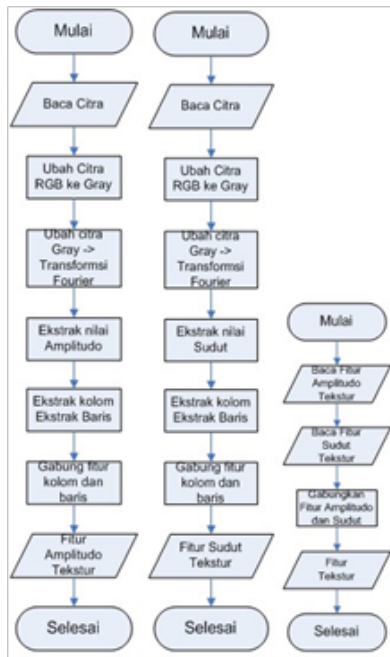 Mulai
Baca Citra
Ubah Citra
RGB ke Gray
Ubah citra
Gray ->
Transformsi
Fourier
Ekstrak nilai
Amplitudo
Ekstrak kolom
Ekstrak Baris
Gabung fitur
kolom dan
baris
Fitur
Amplitudo
Tekstur
Selesai
Mulai
Baca Citra
Ubah Citra
RGB ke Gray
Ubah citra
Gray ->
Transformsi
Fourier
Ekstrak nilai
Sudut
Ekstrak kolom
Ekstrak Baris
Gabung fitur
kolom dan
baris
Fitur Sudut
Tekstur
Selesai
Mulai
Baca Fitur
Amplitudo
Tekstur
Baca Fitur
Sudut
Tekstur
Gabungkan
Fitur Amplitudo
dan Sudut
Fitur
Tekstur
Selesai